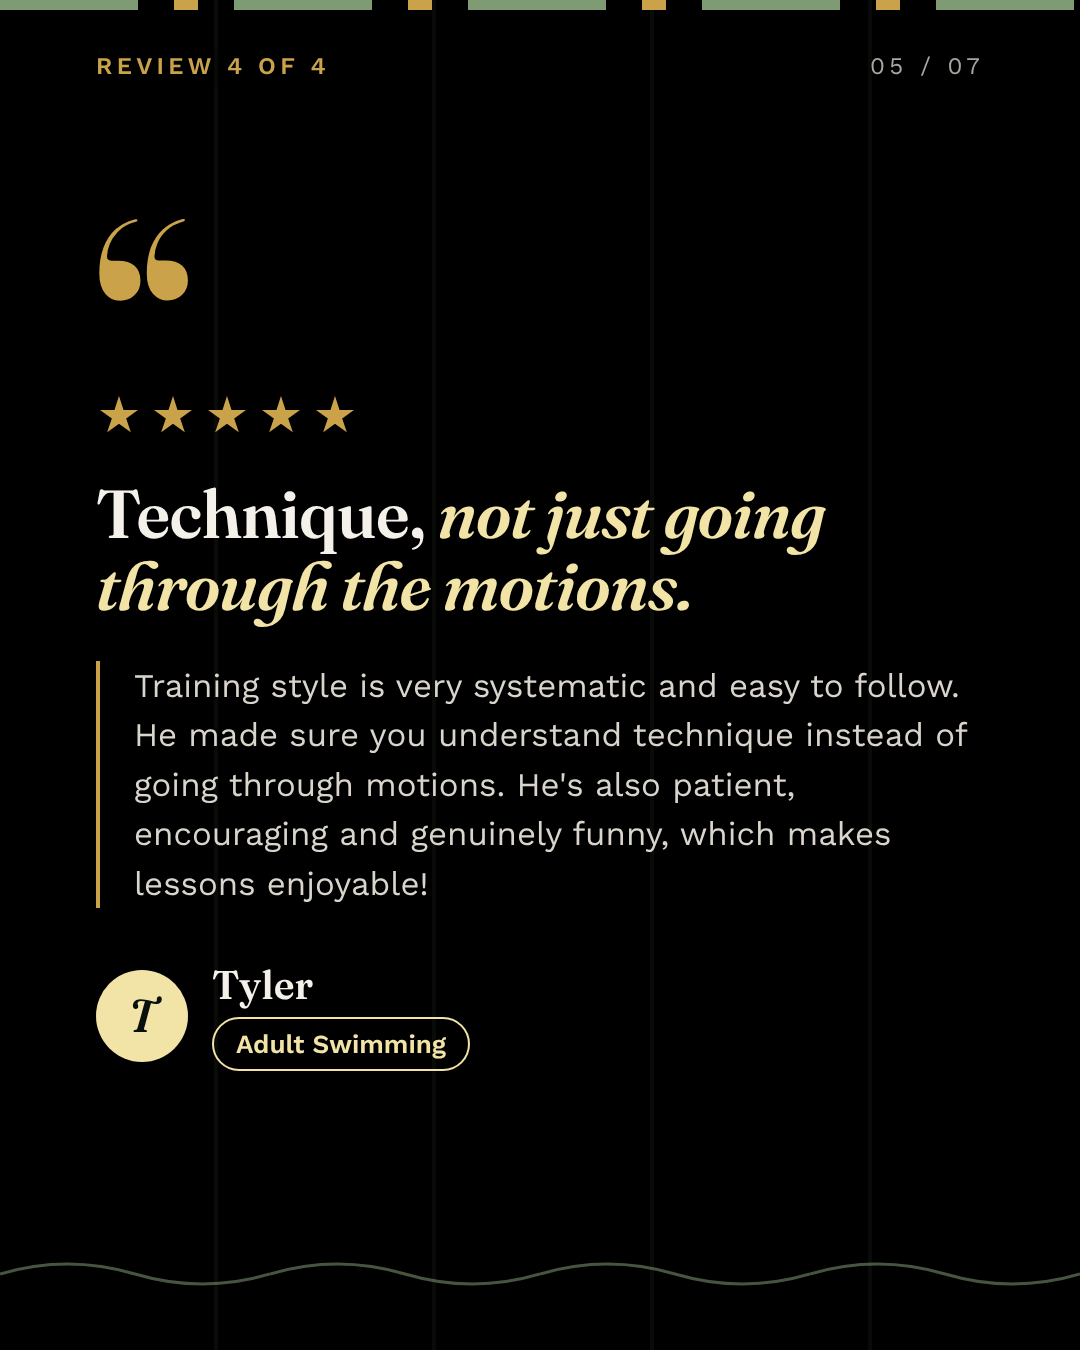 REVIEW 4 OF 4
05 / 07
“
★★★★★
Technique, not just going
through the motions.
Training style is very systematic and easy to follow.
He made sure you understand technique instead of
going through motions. He's also patient,
encouraging and genuinely funny, which makes
lessons enjoyable!
T
Tyler
Adult Swimming